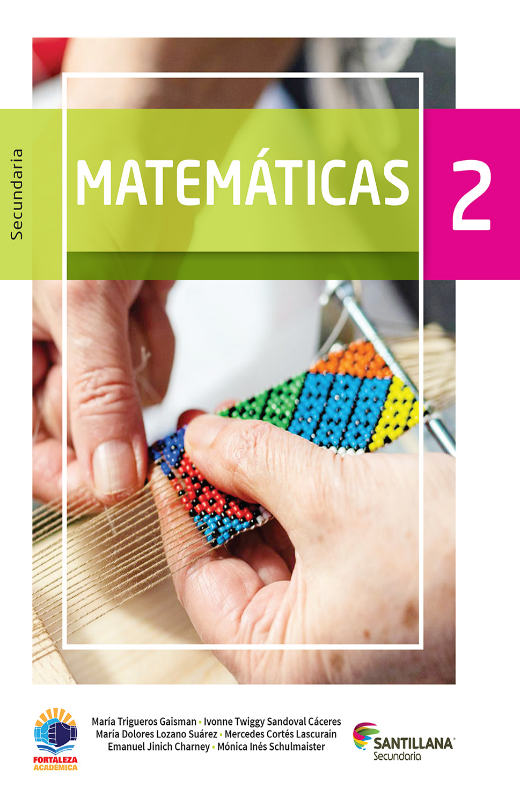 Secundaria
MATEMÁTICAS
2
María Trigueros Gaisman • Ivonne Twiggy Sandoval Cáceres
María Dolores Lozano Suárez • Mercedes Cortés Lascurain
Emanuel Jinich Charney • Mónica Inés Schulmaister
FORTALEZA
ACADÉMICA
SANTILLANA®
Secundaria